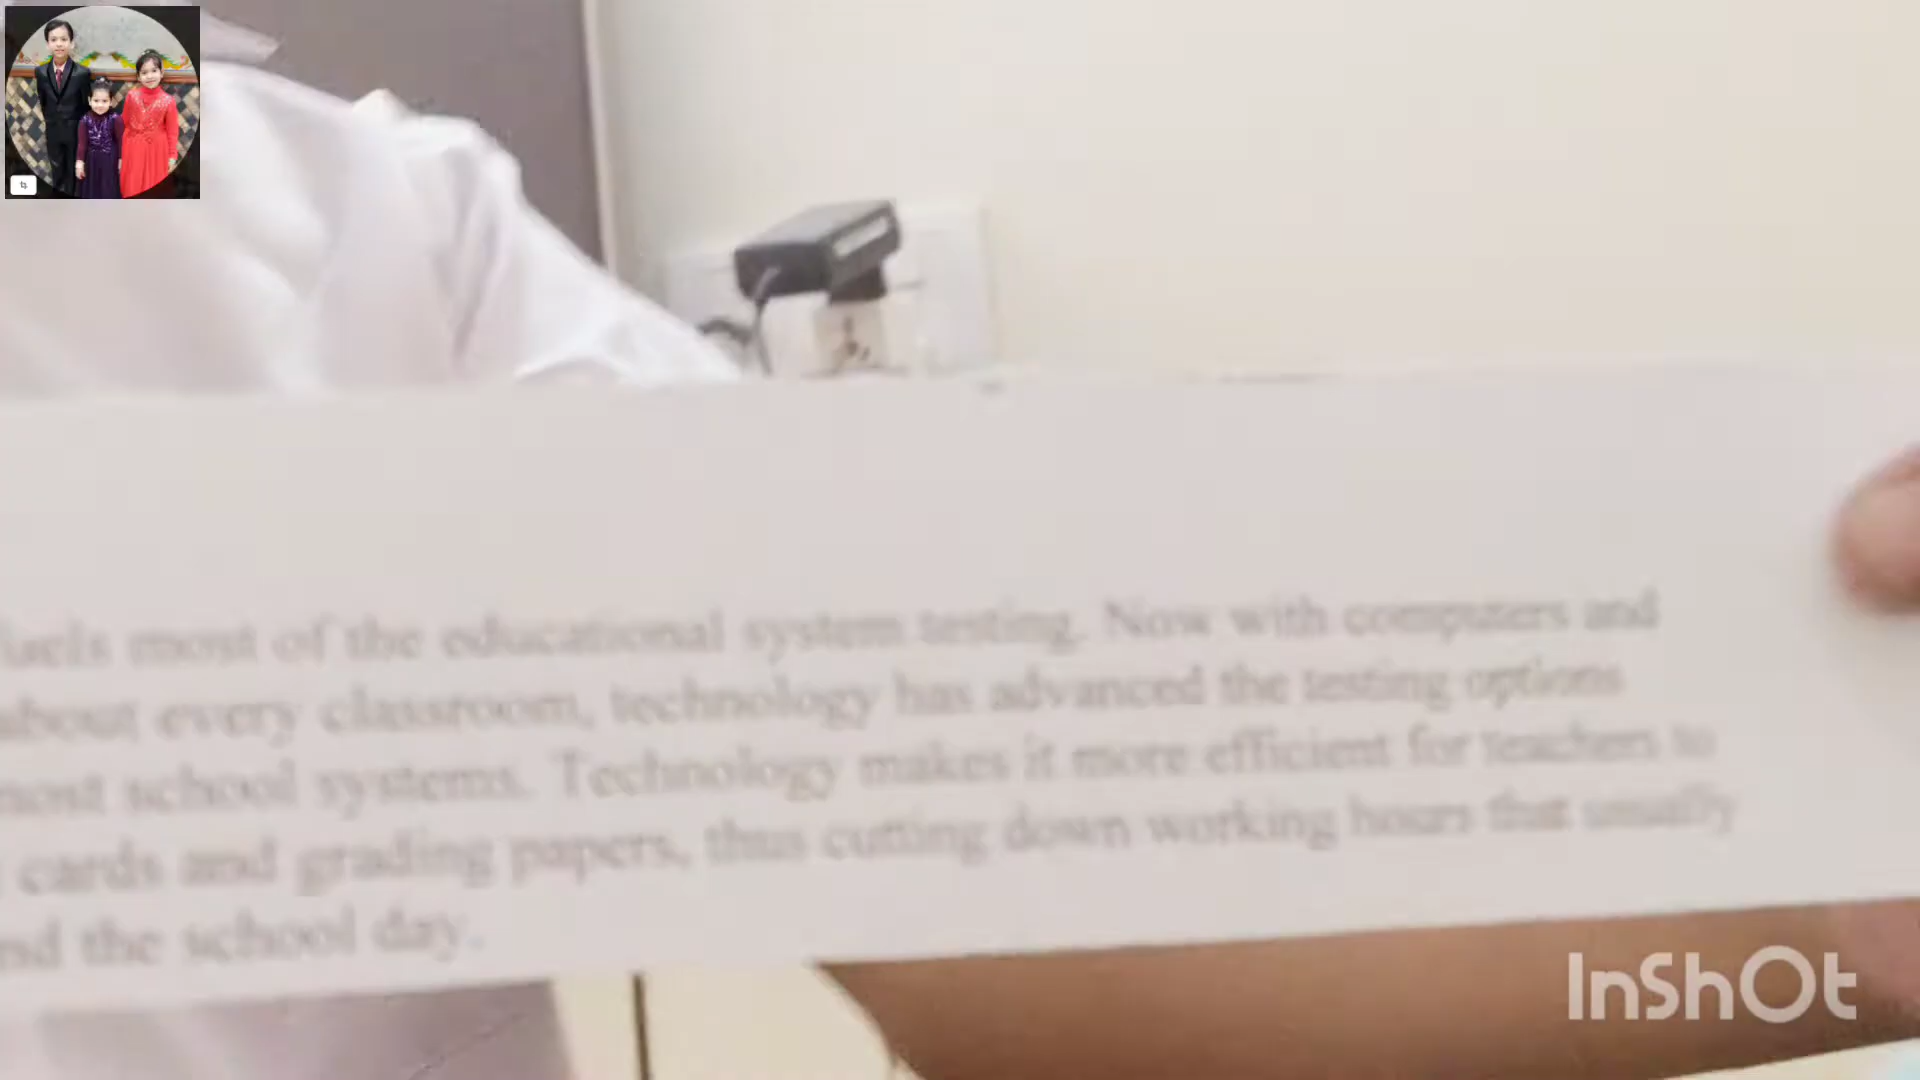 fuels most of the educational system testing. Now with computers and
about every classroom, technology has advanced the testing options
most school systems. Technology makes it more efficient for teachers to
cards and grading papers, thus cutting down working hours that usually
the school day.
InShOt